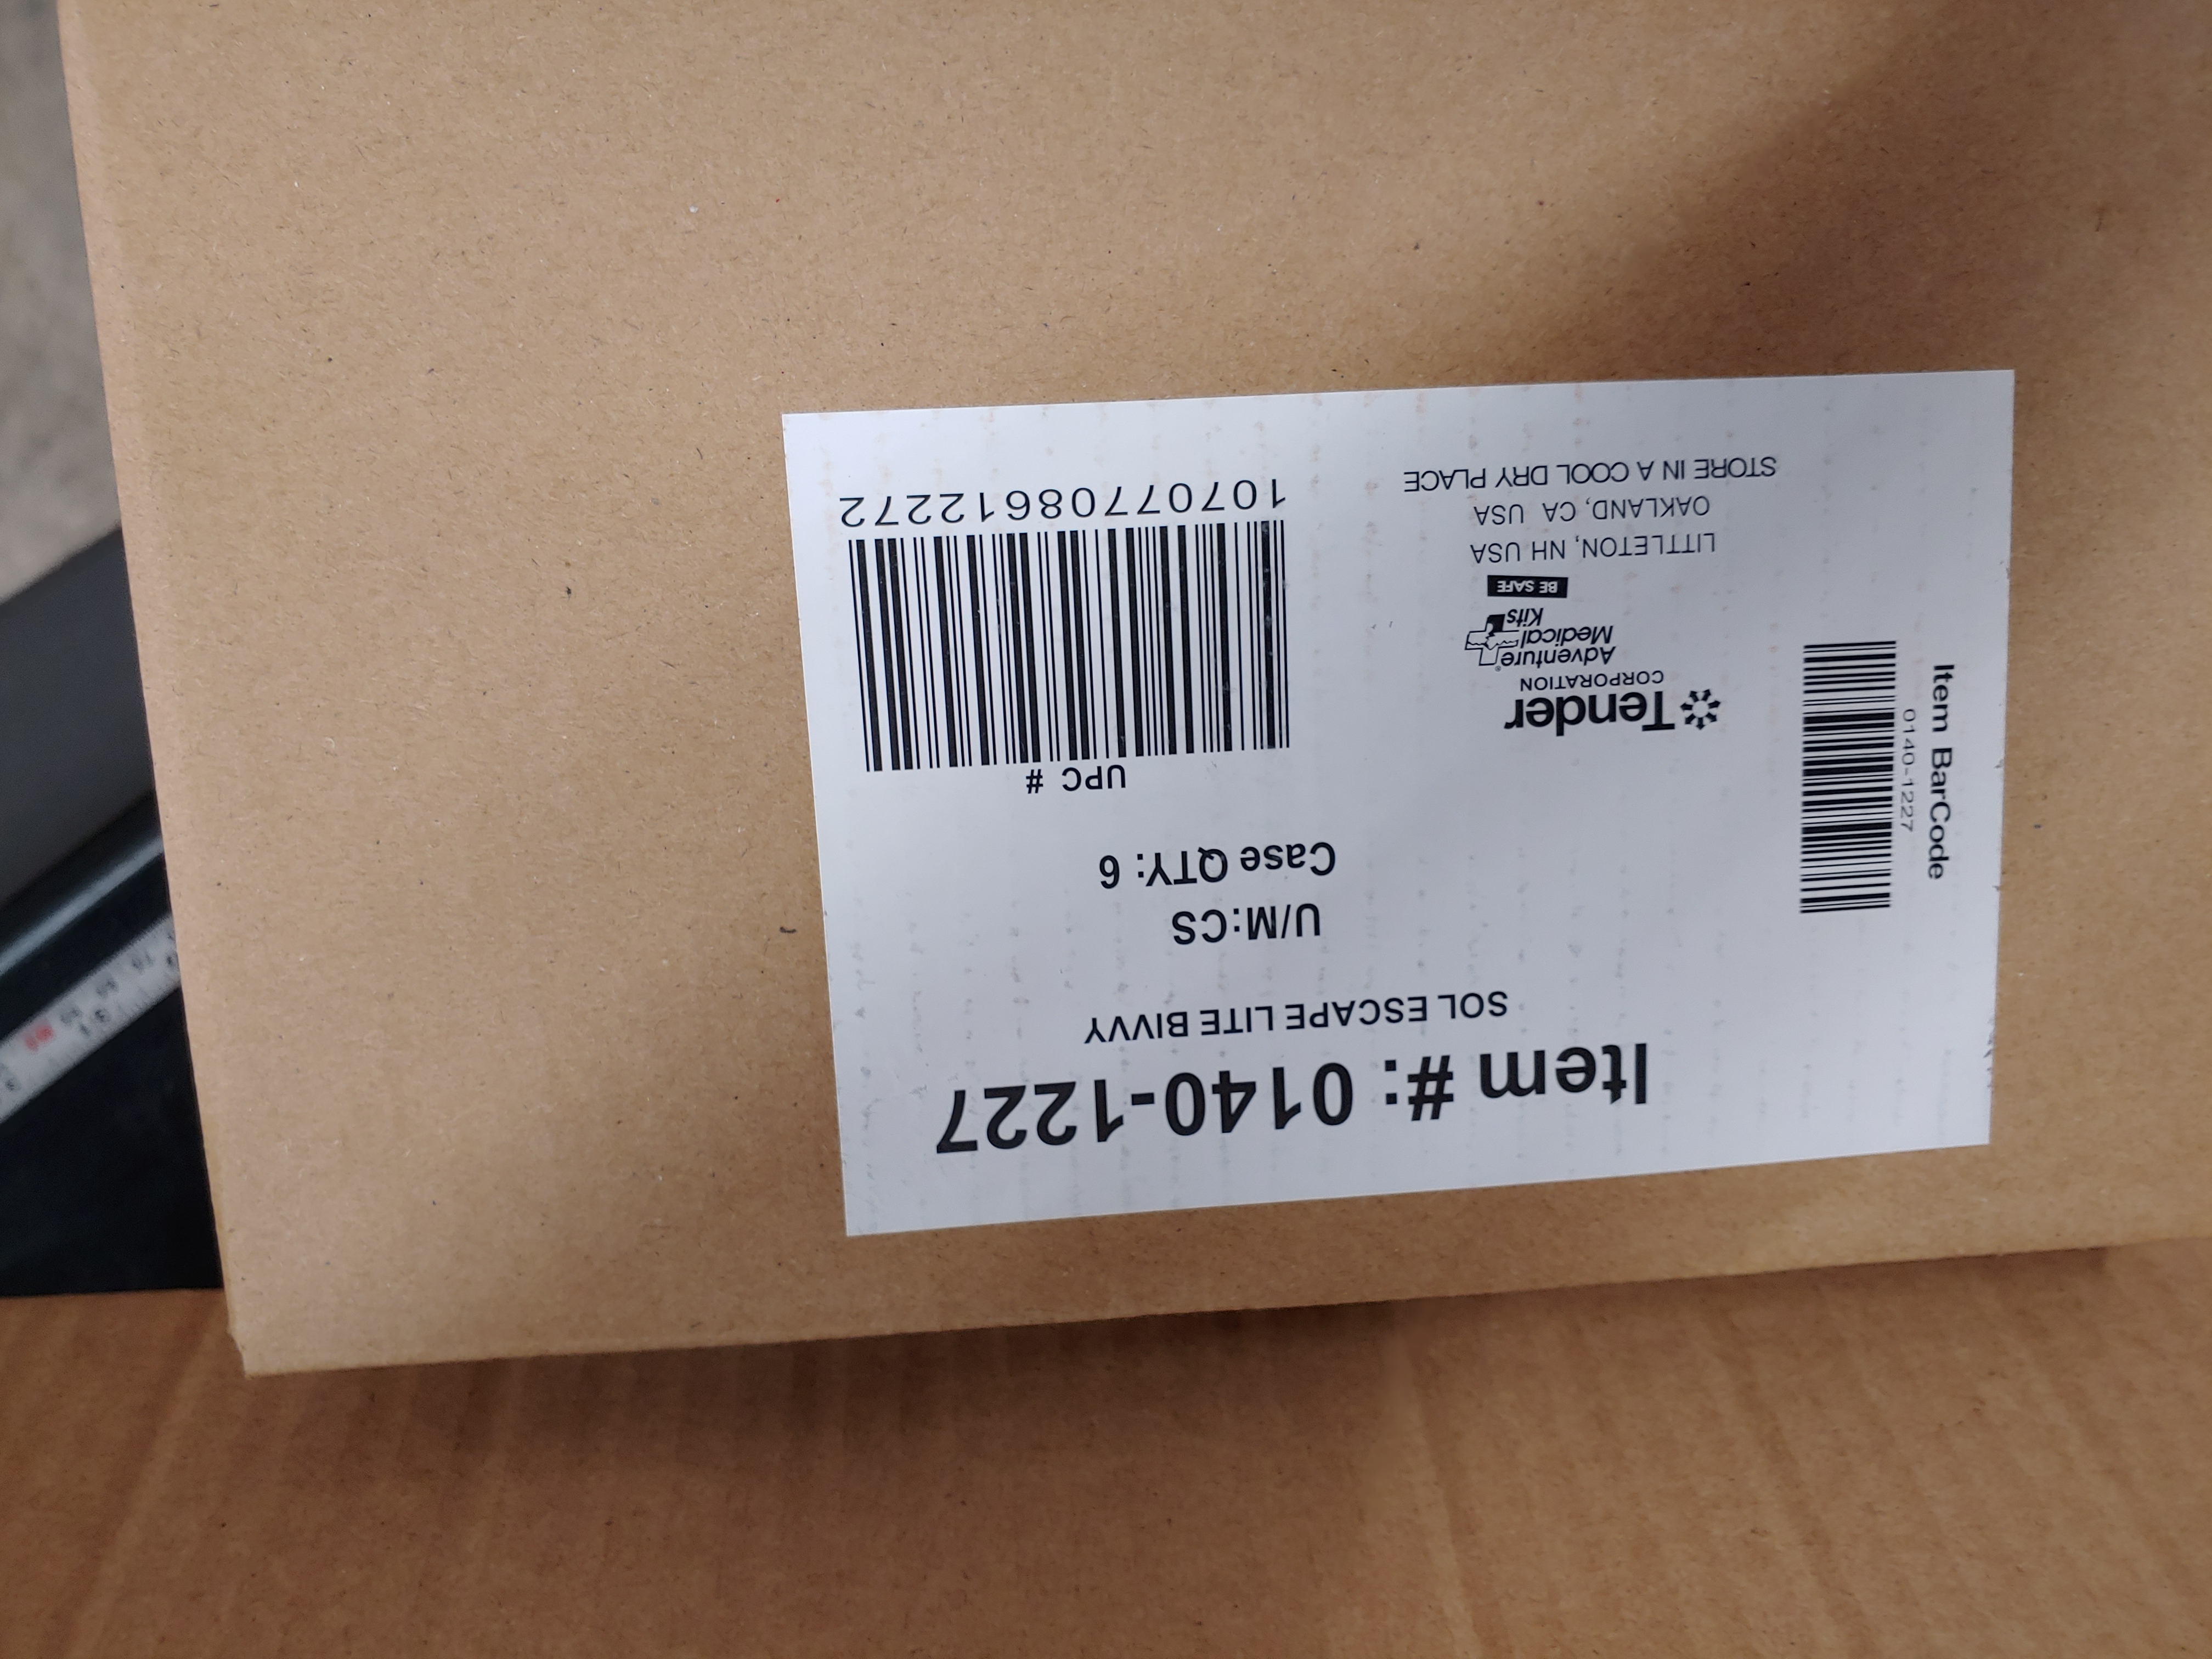 Item #: 0140-1227
SOL ESCAPE LITE BIVVY
U/M:CS
Case QTY: 6
UPC #
10707708612272
Tender
CORPORATION
Adventure®
Medical
Kits
BE SAFE
LITTLETON, NH USA
OAKLAND, CA USA
STORE IN A COOL DRY PLACE
Item BarCode
0140-1227